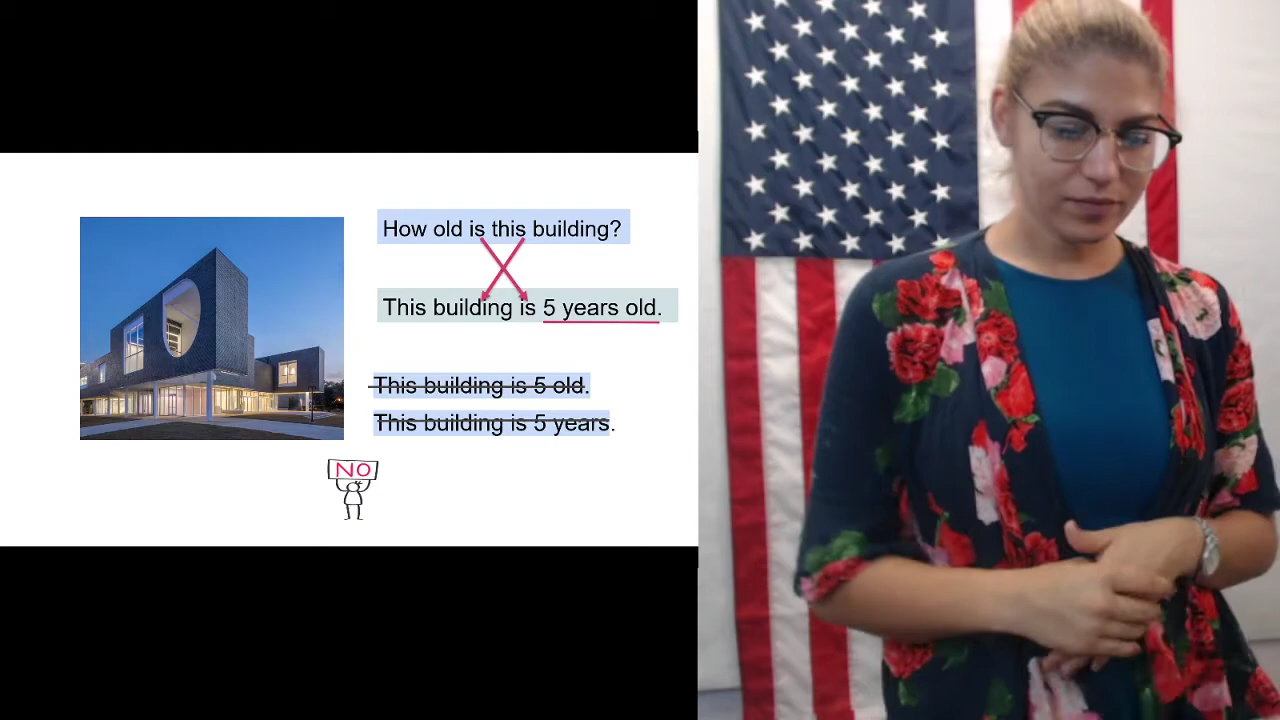 How old is this building?
This building is 5 years old.
This building is 5 old.
This building is 5 years.
NO